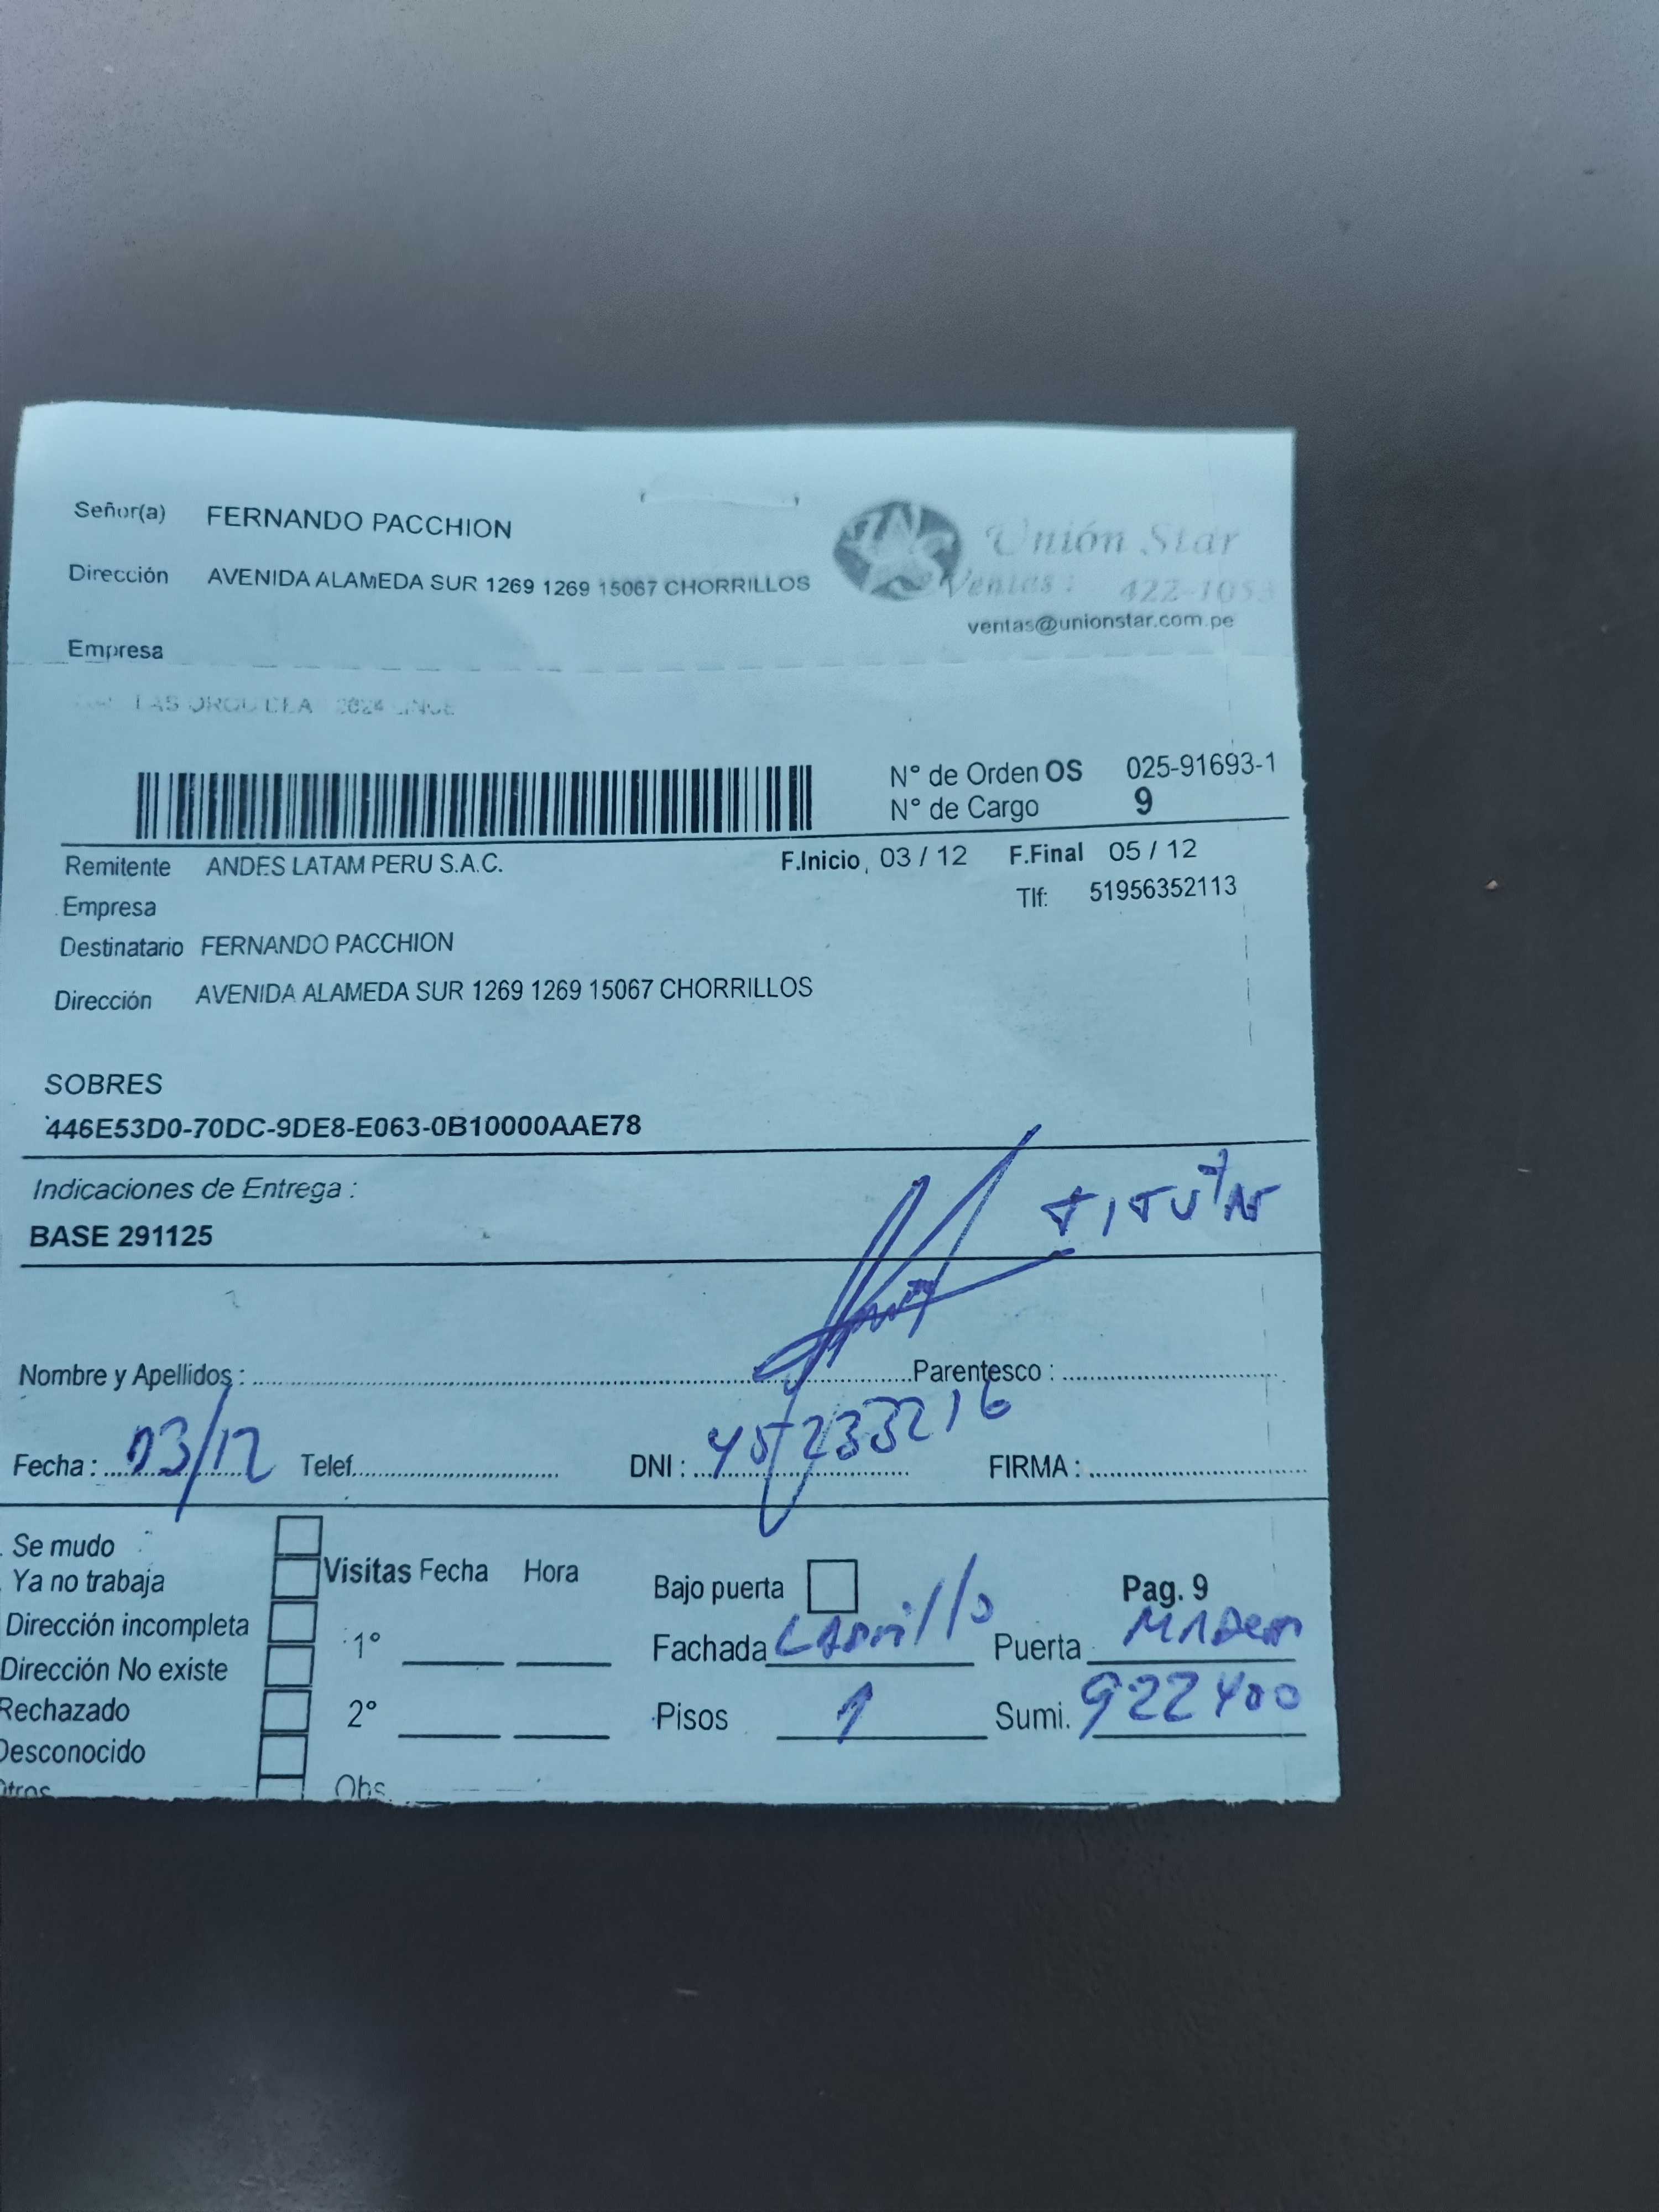 Señor(a) FERNANDO PACCHION
Dirección AVENIDA ALAMEDA SUR 1269 1269 15067 CHORRILLOS
Unión Star
Ventas: 422-1053
ventas@unionstar.com.pe
Empresa
N° de Orden OS 025-91693-1
N° de Cargo 9
Remitente ANDES LATAM PERU S.A.C. F.Inicio 03 / 12 F.Final 05 / 12
Empresa Tlf: 51956352113
Destinatario FERNANDO PACCHION
Dirección AVENIDA ALAMEDA SUR 1269 1269 15067 CHORRILLOS
SOBRES
446E53D0-70DC-9DE8-E063-0B10000AAE78
Indicaciones de Entrega :
BASE 291125
Nombre y Apellidos : Parentesco :
Fecha : 03/12 Telef. DNI : 45233216 FIRMA :
Se mudo
Ya no trabaja
Dirección incompleta
Dirección No existe
Rechazado
Desconocido
Otros
Visitas Fecha Hora
1°
2°
Obs.
Bajo puerta Pag. 9
Fachada Ladrillo Puerta
Pisos 1 Sumi. 922400